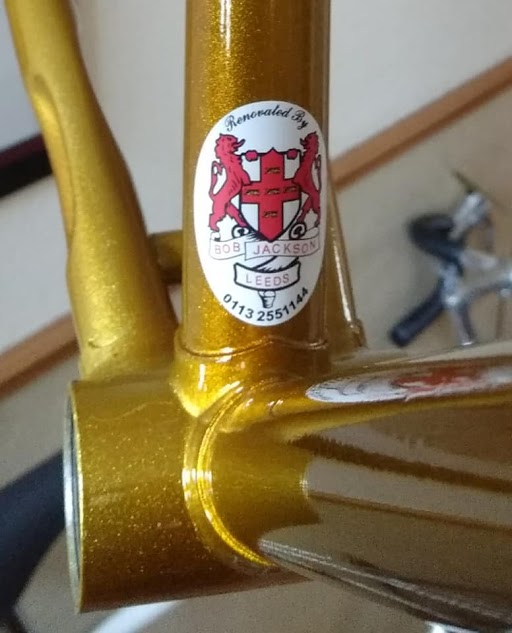 Renovated By
BOB JACKSON
LEEDS
0113 2551144